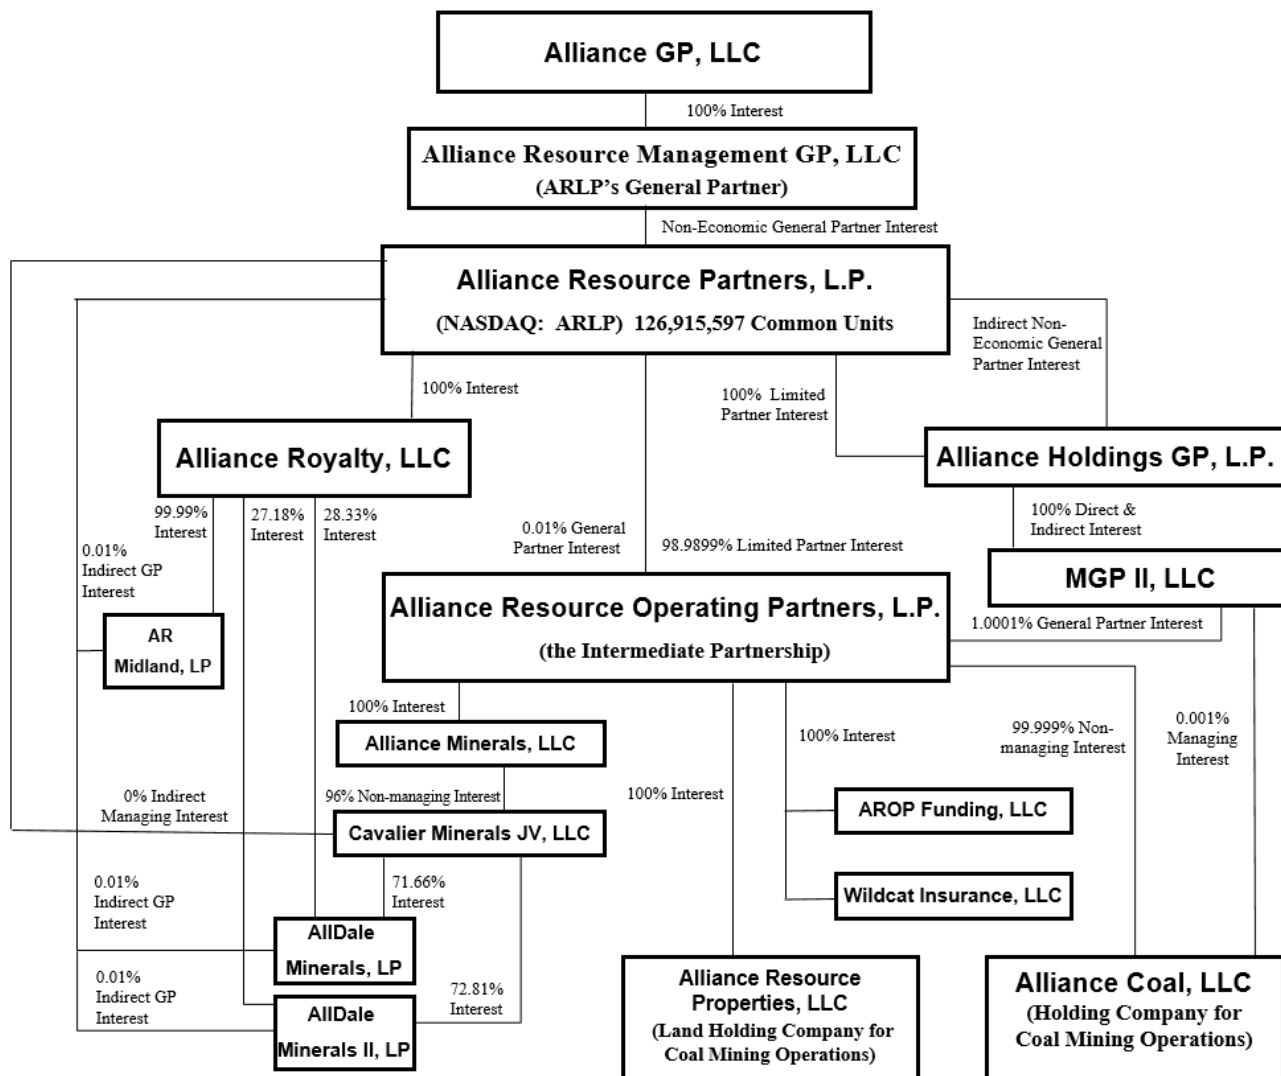 Alliance GP, LLC
100% Interest
Alliance Resource Management GP, LLC
(ARLP's General Partner)
Non-Economic General Partner Interest
Alliance Resource Partners, L.P.
(NASDAQ: ARLP) 126,915,597 Common Units
Indirect Non-
Economic General
Partner Interest
100% Interest
100% Limited
Partner Interest
Alliance Royalty, LLC
Alliance Holdings GP, L.P.
99.99%
Interest
27.18%
Interest
28.33%
Interest
100% Direct &
Indirect Interest
0.01% General
Partner Interest
98.9899% Limited Partner Interest
0.01%
Indirect GP
Interest
MGP II, LLC
Alliance Resource Operating Partners, L.P.
(the Intermediate Partnership)
1.0001% General Partner Interest
AR
Midland, LP
100% Interest
Alliance Minerals, LLC
100% Interest
99.999% Non-
managing Interest
0.001%
Managing
Interest
0% Indirect
Managing Interest
96% Non-managing Interest
100% Interest
AROP Funding, LLC
Cavalier Minerals JV, LLC
71.66%
Interest
0.01%
Indirect GP
Interest
Wildcat Insurance, LLC
AllDale
Minerals, LP
0.01%
Indirect GP
Interest
72.81%
Interest
AllDale
Minerals II, LP
Alliance Resource
Properties, LLC
(Land Holding Company for
Coal Mining Operations)
Alliance Coal, LLC
(Holding Company for
Coal Mining Operations)